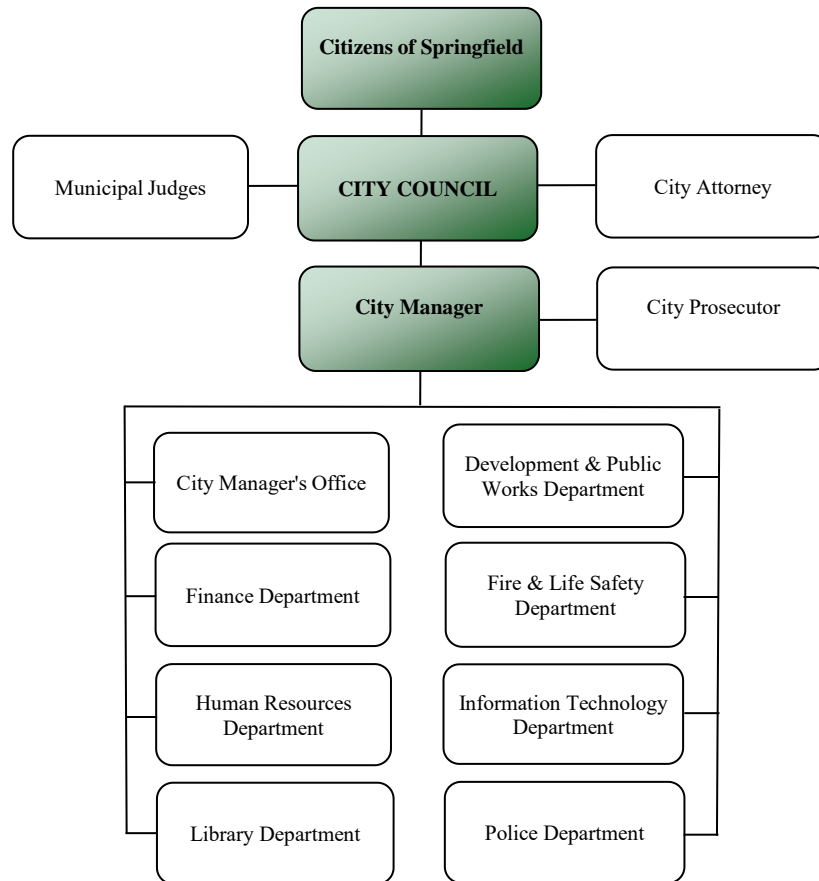 Citizens of Springfield
Municipal Judges
CITY COUNCIL
City Attorney
City Manager
City Prosecutor
City Manager's Office
Development & Public
Works Department
Finance Department
Fire & Life Safety
Department
Human Resources
Department
Information Technology
Department
Library Department
Police Department